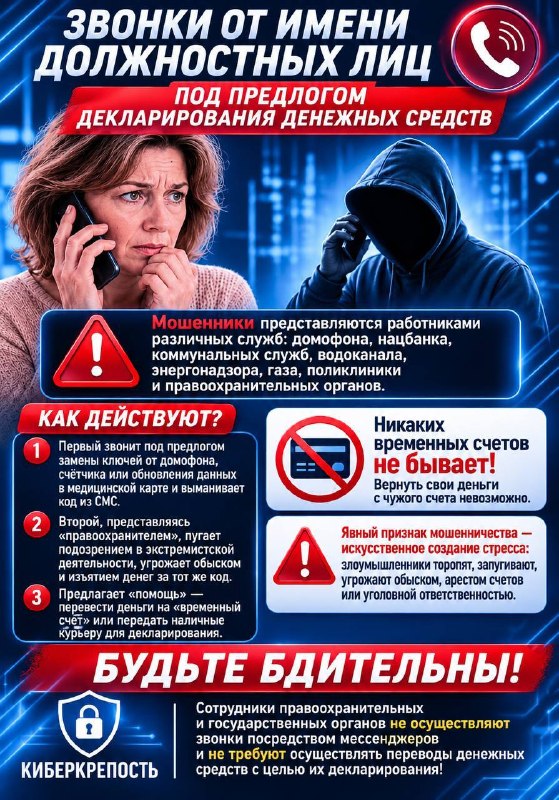 ЗВОНКИ ОТ ИМЕНИ
ДОЛЖНОСТНЫХ ЛИЦ
ПОД ПРЕДЛОГОМ
ДЕКЛАРИРОВАНИЯ ДЕНЕЖНЫХ СРЕДСТВ
Мошенники представляются работниками
различных служб: домофона, нацбанка,
коммунальных служб, водоканала,
энергонадзора, газа, поликлиники
и правоохранительных органов.
КАК ДЕЙСТВУЮТ?
1 Первый звонит под предлогом
замены ключей от домофона,
счётчика или обновления данных
в медицинской карте и выманивает
код из СМС.
2 Второй, представляясь
«правоохранителем», пугает
подозрением в экстремистской
деятельности, угрожает обыском
и изъятием денег за тот же код.
3 Предлагает «помощь» —
перевести деньги на «временный
счёт» или передать наличные
курьеру для декларирования.
Никаких
временных счетов
не бывает!
Вернуть свои деньги
с чужого счета невозможно.
Явный признак мошенничества —
искусственное создание стресса:
злоумышленники торопят, запугивают,
угрожают обыском, арестом счетов
или уголовной ответственностью.
БУДЬТЕ БДИТЕЛЬНЫ!
КИБЕРКРЕПОСТЬ
Сотрудники правоохранительных
и государственных органов не осуществляют
звонки посредством мессенджеров
и не требуют осуществлять переводы денежных
средств с целью их декларирования!